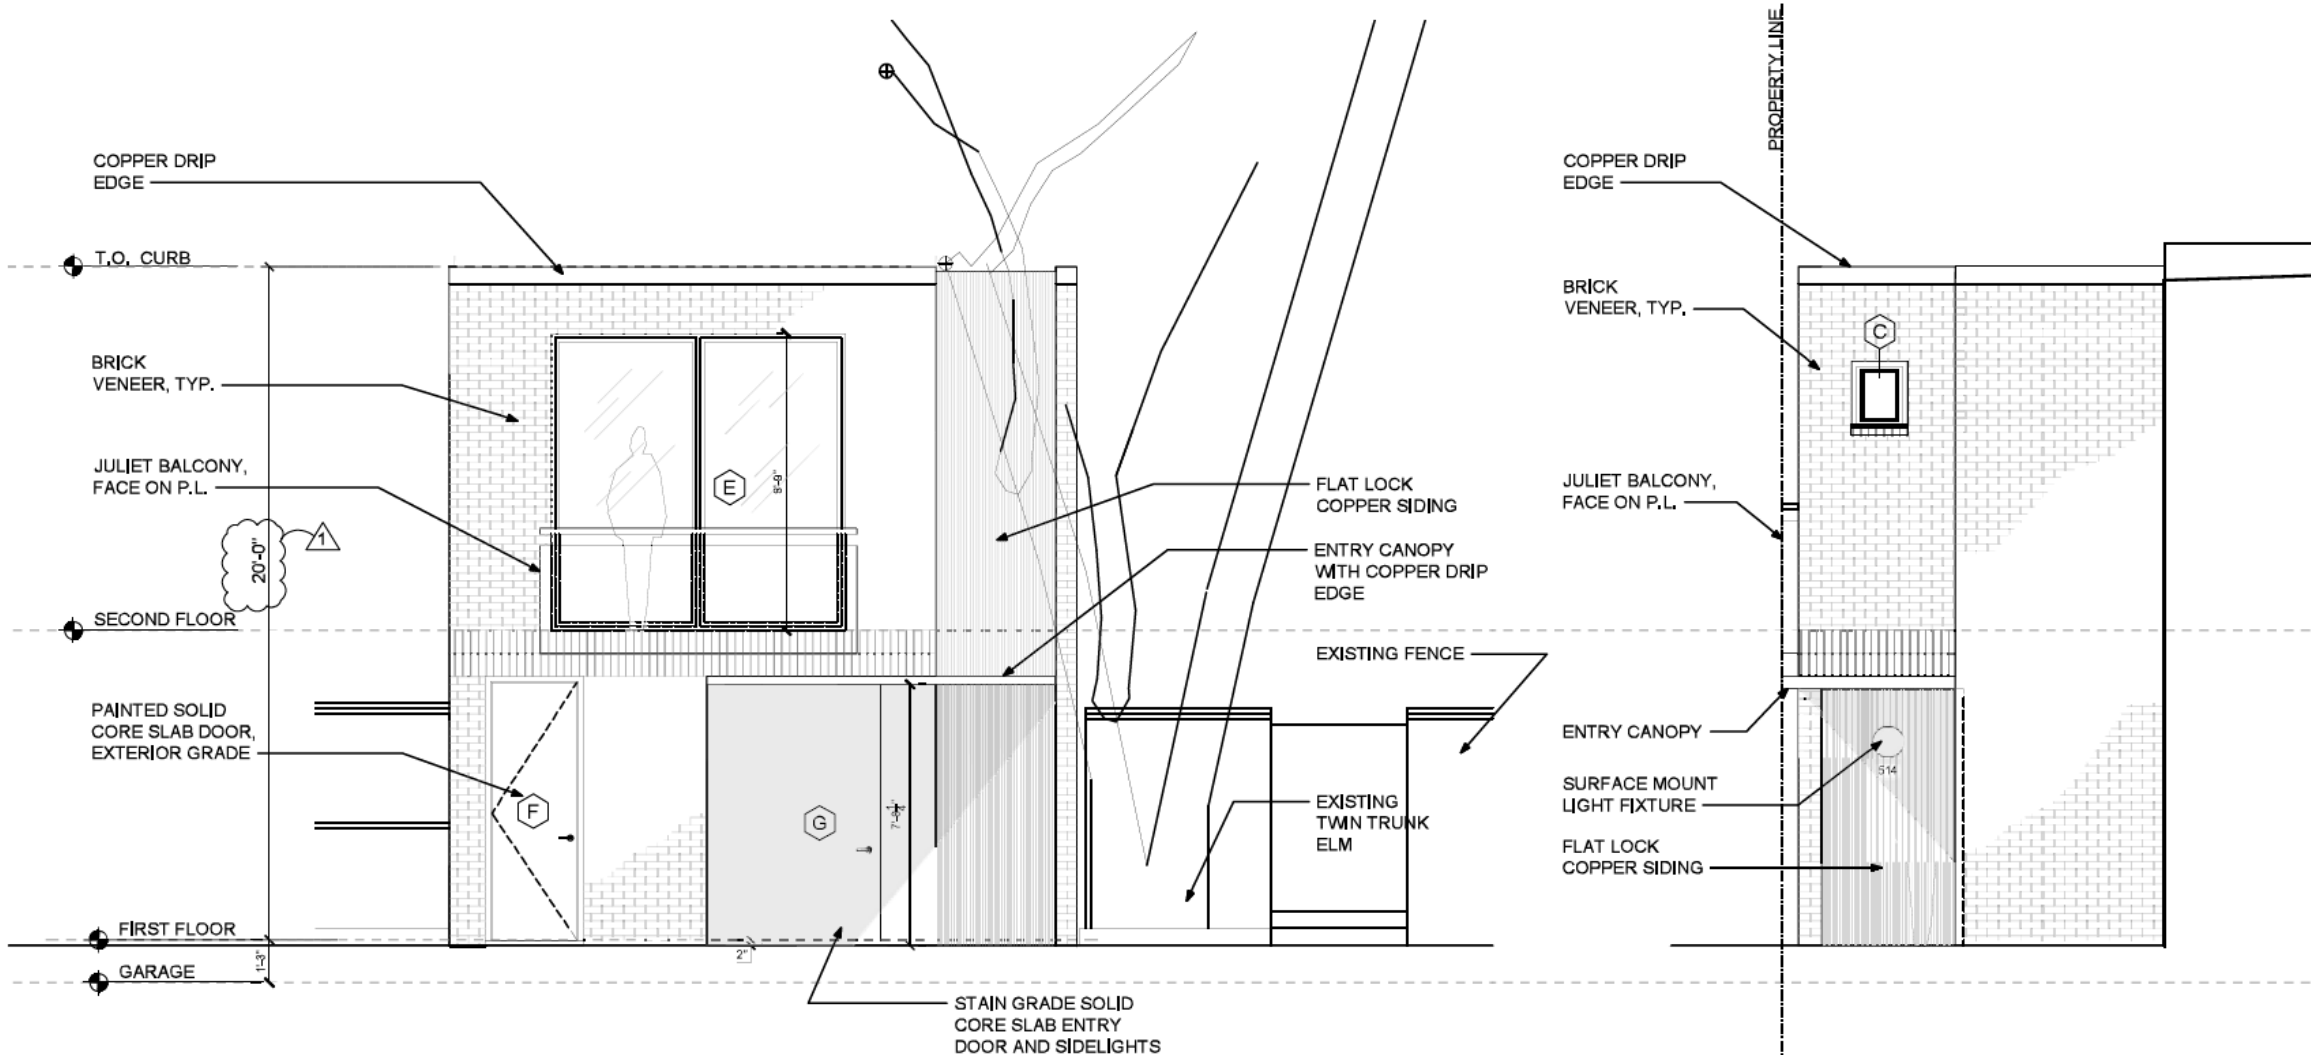 PROPERTY LINE
COPPER DRIP
EDGE
T.O. CURB
BRICK
VENEER, TYP.
JULIET BALCONY,
FACE ON P.L.
20'-0"
1
SECOND FLOOR
PAINTED SOLID
CORE SLAB DOOR,
EXTERIOR GRADE
FIRST FLOOR
1'-3"
GARAGE
E
8'-9"
F
G
2"
STAIN GRADE SOLID
CORE SLAB ENTRY
DOOR AND SIDELIGHTS
FLAT LOCK
COPPER SIDING
ENTRY CANOPY
WITH COPPER DRIP
EDGE
EXISTING FENCE
EXISTING
TWIN TRUNK
ELM
COPPER DRIP
EDGE
BRICK
VENEER, TYP.
C
JULIET BALCONY,
FACE ON P.L.
ENTRY CANOPY
SURFACE MOUNT
LIGHT FIXTURE
514
FLAT LOCK
COPPER SIDING